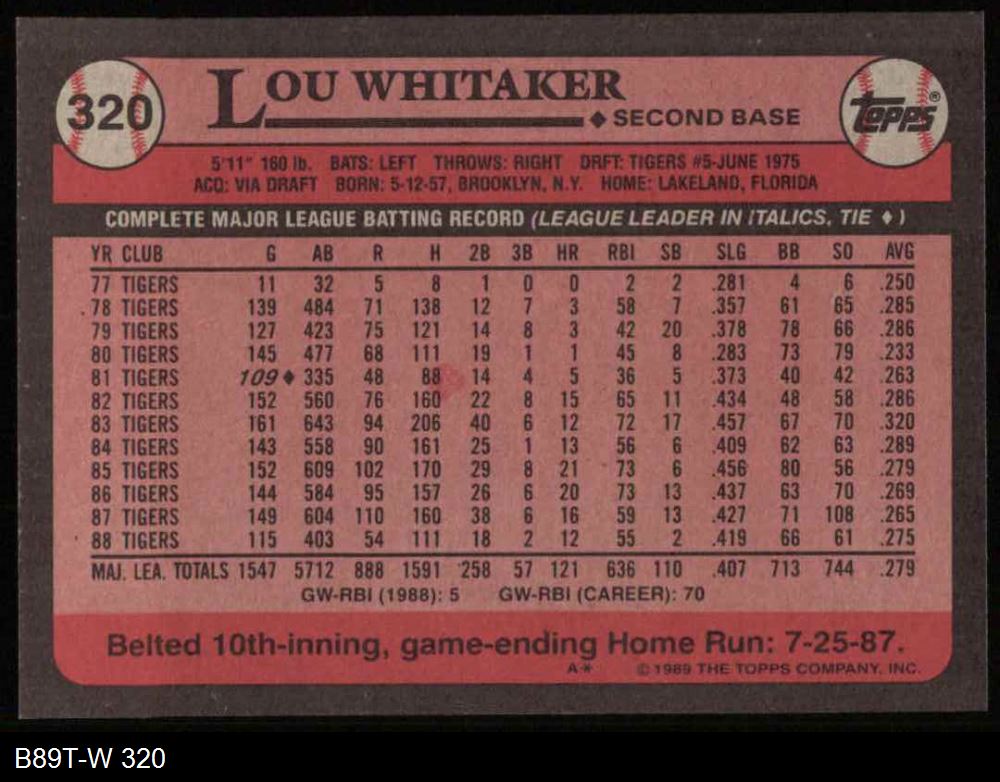 320
LOU WHITAKER
SECOND BASE
Topps®
5'11" 160 lb. BATS: LEFT THROWS: RIGHT DRFT: TIGERS #5-JUNE 1975
ACQ: VIA DRAFT BORN: 5-12-57, BROOKLYN, N.Y. HOME: LAKELAND, FLORIDA
COMPLETE MAJOR LEAGUE BATTING RECORD (LEAGUE LEADER IN ITALICS, TIE ♦ )
YR CLUB G AB R H 2B 3B HR RBI SB SLG BB SO AVG
77 TIGERS 11 32 5 8 1 0 0 2 2 .281 4 6 .250
78 TIGERS 139 484 71 138 12 7 3 58 7 .357 61 65 .285
79 TIGERS 127 423 75 121 14 8 3 42 20 .378 78 66 .286
80 TIGERS 145 477 68 111 19 1 1 45 8 .283 73 79 .233
81 TIGERS 109♦ 335 48 88 14 4 5 36 5 .373 40 42 .263
82 TIGERS 152 560 76 160 22 8 15 65 11 .434 48 58 .286
83 TIGERS 161 643 94 206 40 6 12 72 17 .457 67 70 .320
84 TIGERS 143 558 90 161 25 1 13 56 6 .409 62 63 .289
85 TIGERS 152 609 102 170 29 8 21 73 6 .456 80 56 .279
86 TIGERS 144 584 95 157 26 6 20 73 13 .437 63 70 .269
87 TIGERS 149 604 110 160 38 6 16 59 13 .427 71 108 .265
88 TIGERS 115 403 54 111 18 2 12 55 2 .419 66 61 .275
MAJ. LEA. TOTALS 1547 5712 888 1591 258 57 121 636 110 .407 713 744 .279
GW-RBI (1988): 5 GW-RBI (CAREER): 70
Belted 10th-inning, game-ending Home Run: 7-25-87.
A* © 1989 THE TOPPS COMPANY, INC.
B89T-W 320